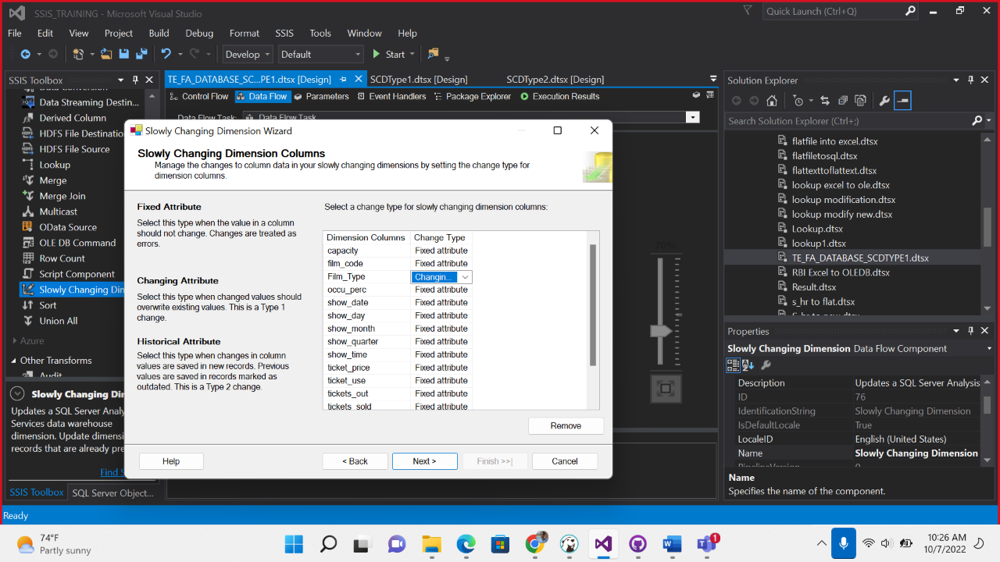 SSIS_TRAINING - Microsoft Visual Studio
Quick Launch (Ctrl+Q)
File Edit View Project Build Debug Format SSIS Tools Window Help
Develop Default Start
SSIS Toolbox
TE_FA_DATABASE_SC...PE1.dtsx [Design] SCDType1.dtsx [Design] SCDType2.dtsx [Design]
Control Flow Data Flow Parameters Event Handlers Package Explorer Execution Results
Data Flow Task: Data Flow Task
Data Conversion
Data Streaming Destin...
Derived Column
HDFS File Destinatio
HDFS File Source
Lookup
Merge
Merge Join
Multicast
OData Source
OLE DB Command
Row Count
Script Component
Slowly Changing Din
Sort
Union All
Azure
Other Transforms
Audit
Slowly Changing Di
Updates a SQL Server Analy
Services data warehouse
dimension. Update dimensi
records that are already pre
Find S
SSIS Toolbox SQL Server Object...
Slowly Changing Dimension Wizard
Slowly Changing Dimension Columns
Manage the changes to column data in your slowly changing dimensions by setting the change type for
dimension columns.
Fixed Attribute
Select this type when the value in a column
should not change. Changes are treated as
errors.
Changing Attribute
Select this type when changed values should
overwrite existing values. This is a Type 1
change.
Historical Attribute
Select this type when changes in column
values are saved in new records. Previous
values are saved in records marked as
outdated. This is a Type 2 change.
Select a change type for slowly changing dimension columns:
Dimension Columns Change Type
capacity Fixed attribute
film_code Fixed attribute
Film_Type Changin...
occu_perc Fixed attribute
show_date Fixed attribute
show_day Fixed attribute
show_month Fixed attribute
show_quarter Fixed attribute
show_time Fixed attribute
ticket_price Fixed attribute
ticket_use Fixed attribute
tickets_out Fixed attribute
tickets_sold Fixed attribute
Remove
Help < Back Next > Finish >>| Cancel
70%
Solution Explorer
Search Solution Explorer (Ctrl+;)
flatfile into excel.dtsx
flatfiletosql.dtsx
flattexttoflattext.dtsx
lookup excel to ole.dtsx
lookup modification.dtsx
lookup modify new.dtsx
Lookup.dtsx
lookup1.dtsx
TE_FA_DATABASE_SCDTYPE1.dtsx
RBI Excel to OLEDB.dtsx
Result.dtsx
s_hr to flat.dtsx
S_hr to new.dtsx
Properties
Slowly Changing Dimension Data Flow Component
Description Updates a SQL Server Analysis
ID 76
IdentificationString Slowly Changing Dimension
IsDefaultLocale True
LocaleID English (United States)
Name Slowly Changing Dimension
PipelineVersion 0
Name
Specifies the name of the component.
Ready
74°F
Partly sunny
1
10:26 AM
10/7/2022